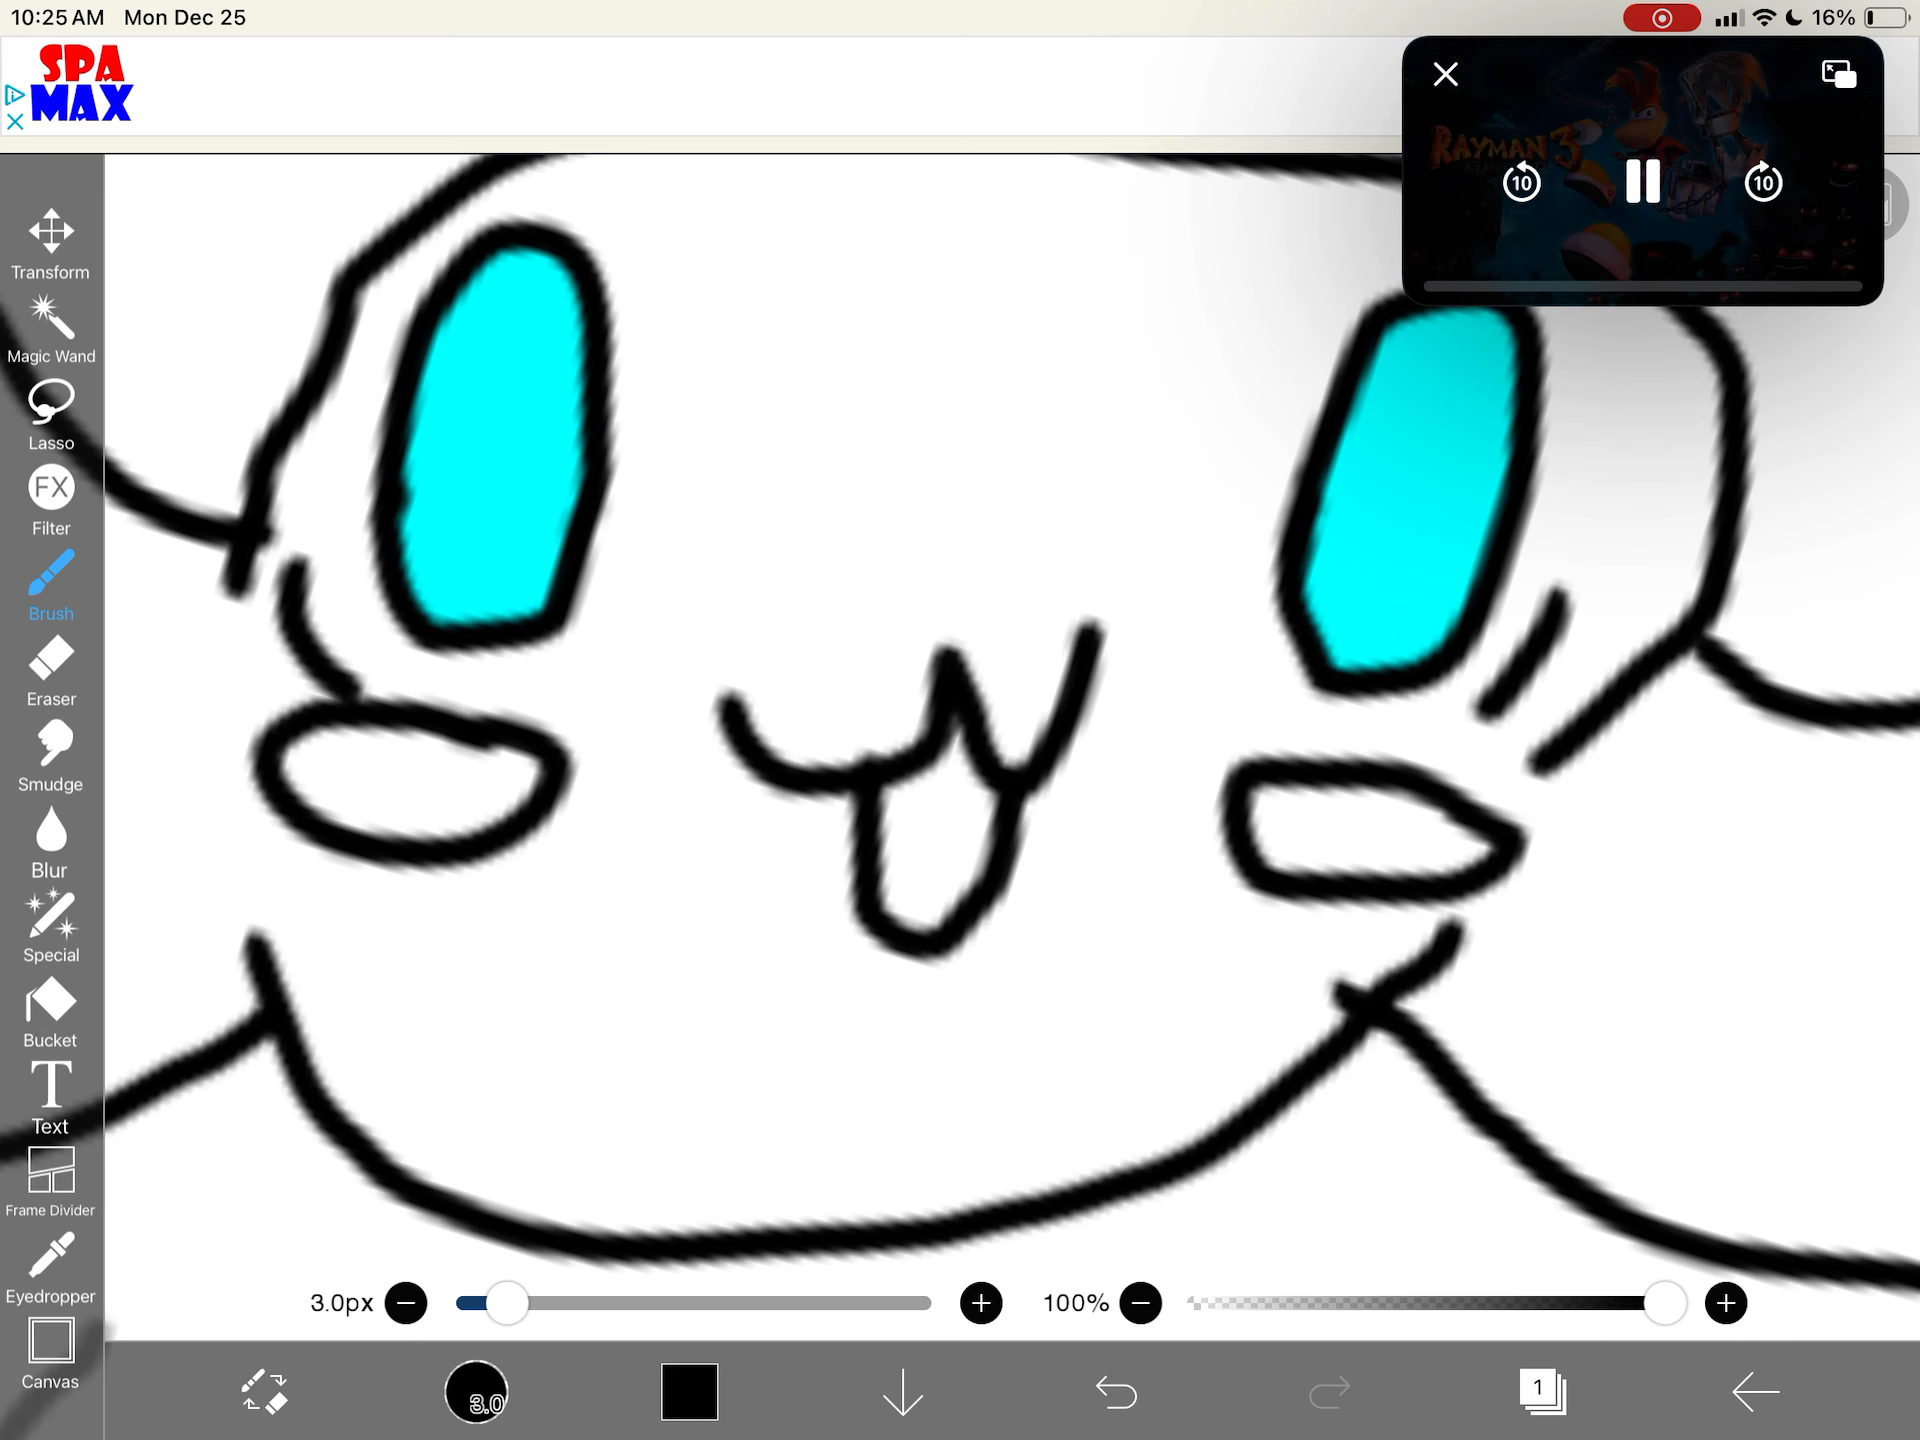 10:25 AM Mon Dec 25
16%
SPA
MAX
RAYMAN 3
10
10
Transform
Magic Wand
Lasso
FX
Filter
Brush
Eraser
Smudge
Blur
Special
Bucket
T
Text
Frame Divider
Eyedropper
Canvas
3.0px
100%
3.0
1